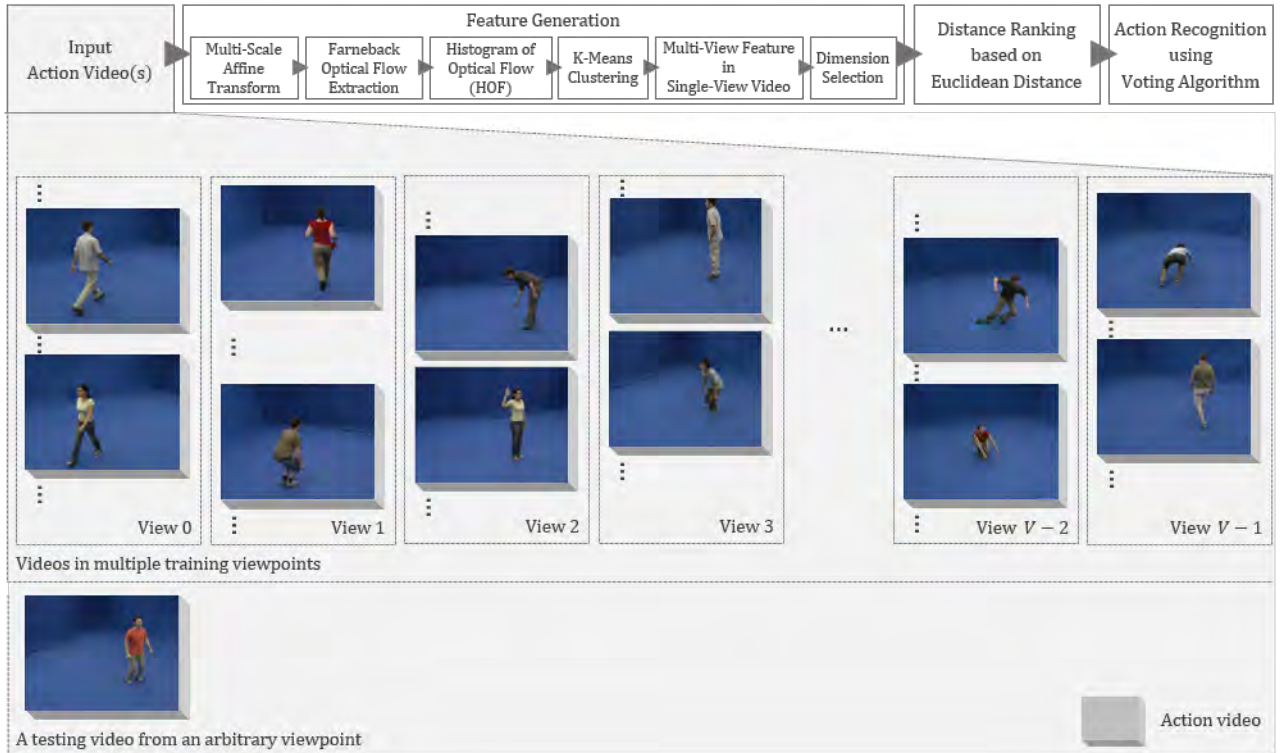 Input
Action Video(s)
Feature Generation
Multi-Scale
Affine
Transform
Farneback
Optical Flow
Extraction
Histogram of
Optical Flow
(HOF)
K-Means
Clustering
Multi-View Feature
in
Single-View Video
Dimension
Selection
Distance Ranking
based on
Euclidean Distance
Action Recognition
using
Voting Algorithm
...
View 0
View 1
View 2
View 3
View V − 2
View V − 1
Videos in multiple training viewpoints
A testing video from an arbitrary viewpoint
Action video